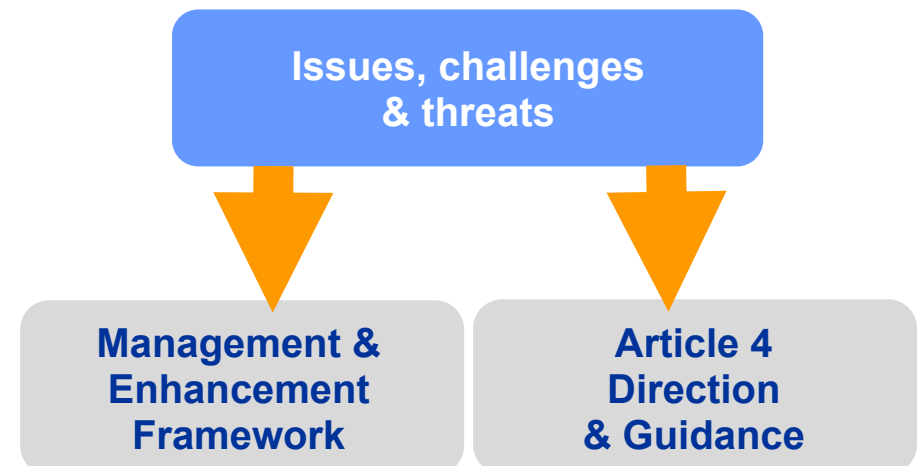 Issues, challenges
& threats
Management &
Enhancement
Framework
Article 4
Direction
& Guidance